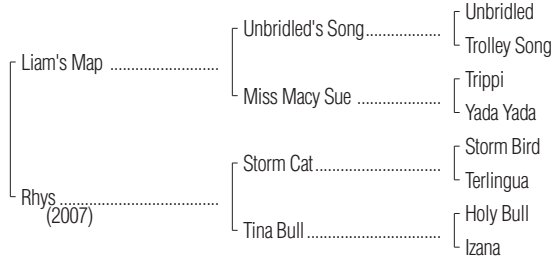 Unbridled
Unbridled's Song....................
Trolley Song
Liam's Map .............................
Trippi
Miss Macy Sue ......................
Yada Yada
Storm Bird
Storm Cat.................................
Terlingua
Rhys..........................................
(2007)
Holy Bull
Tina Bull...................................
Izana